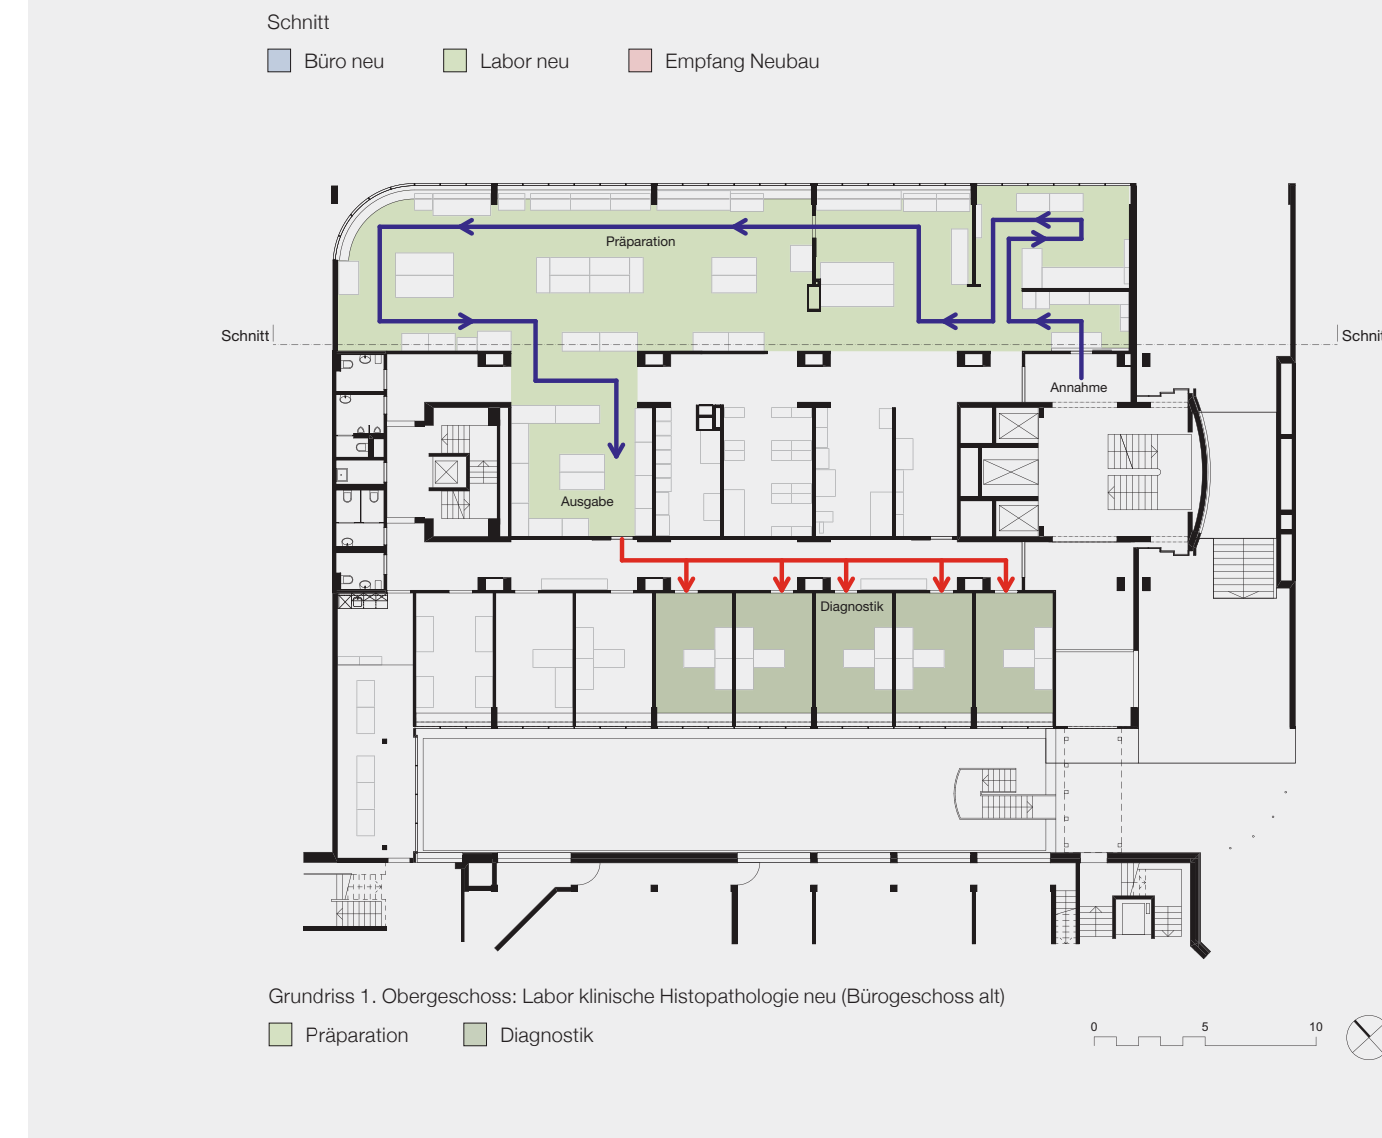 Schnitt
Büro neu Labor neu Empfang Neubau
Präparation
Schnitt Schnitt
Annahme
Ausgabe
Diagnostik
Grundriss 1. Obergeschoss: Labor klinische Histopathologie neu (Bürogeschoss alt)
Präparation Diagnostik
0 5 10